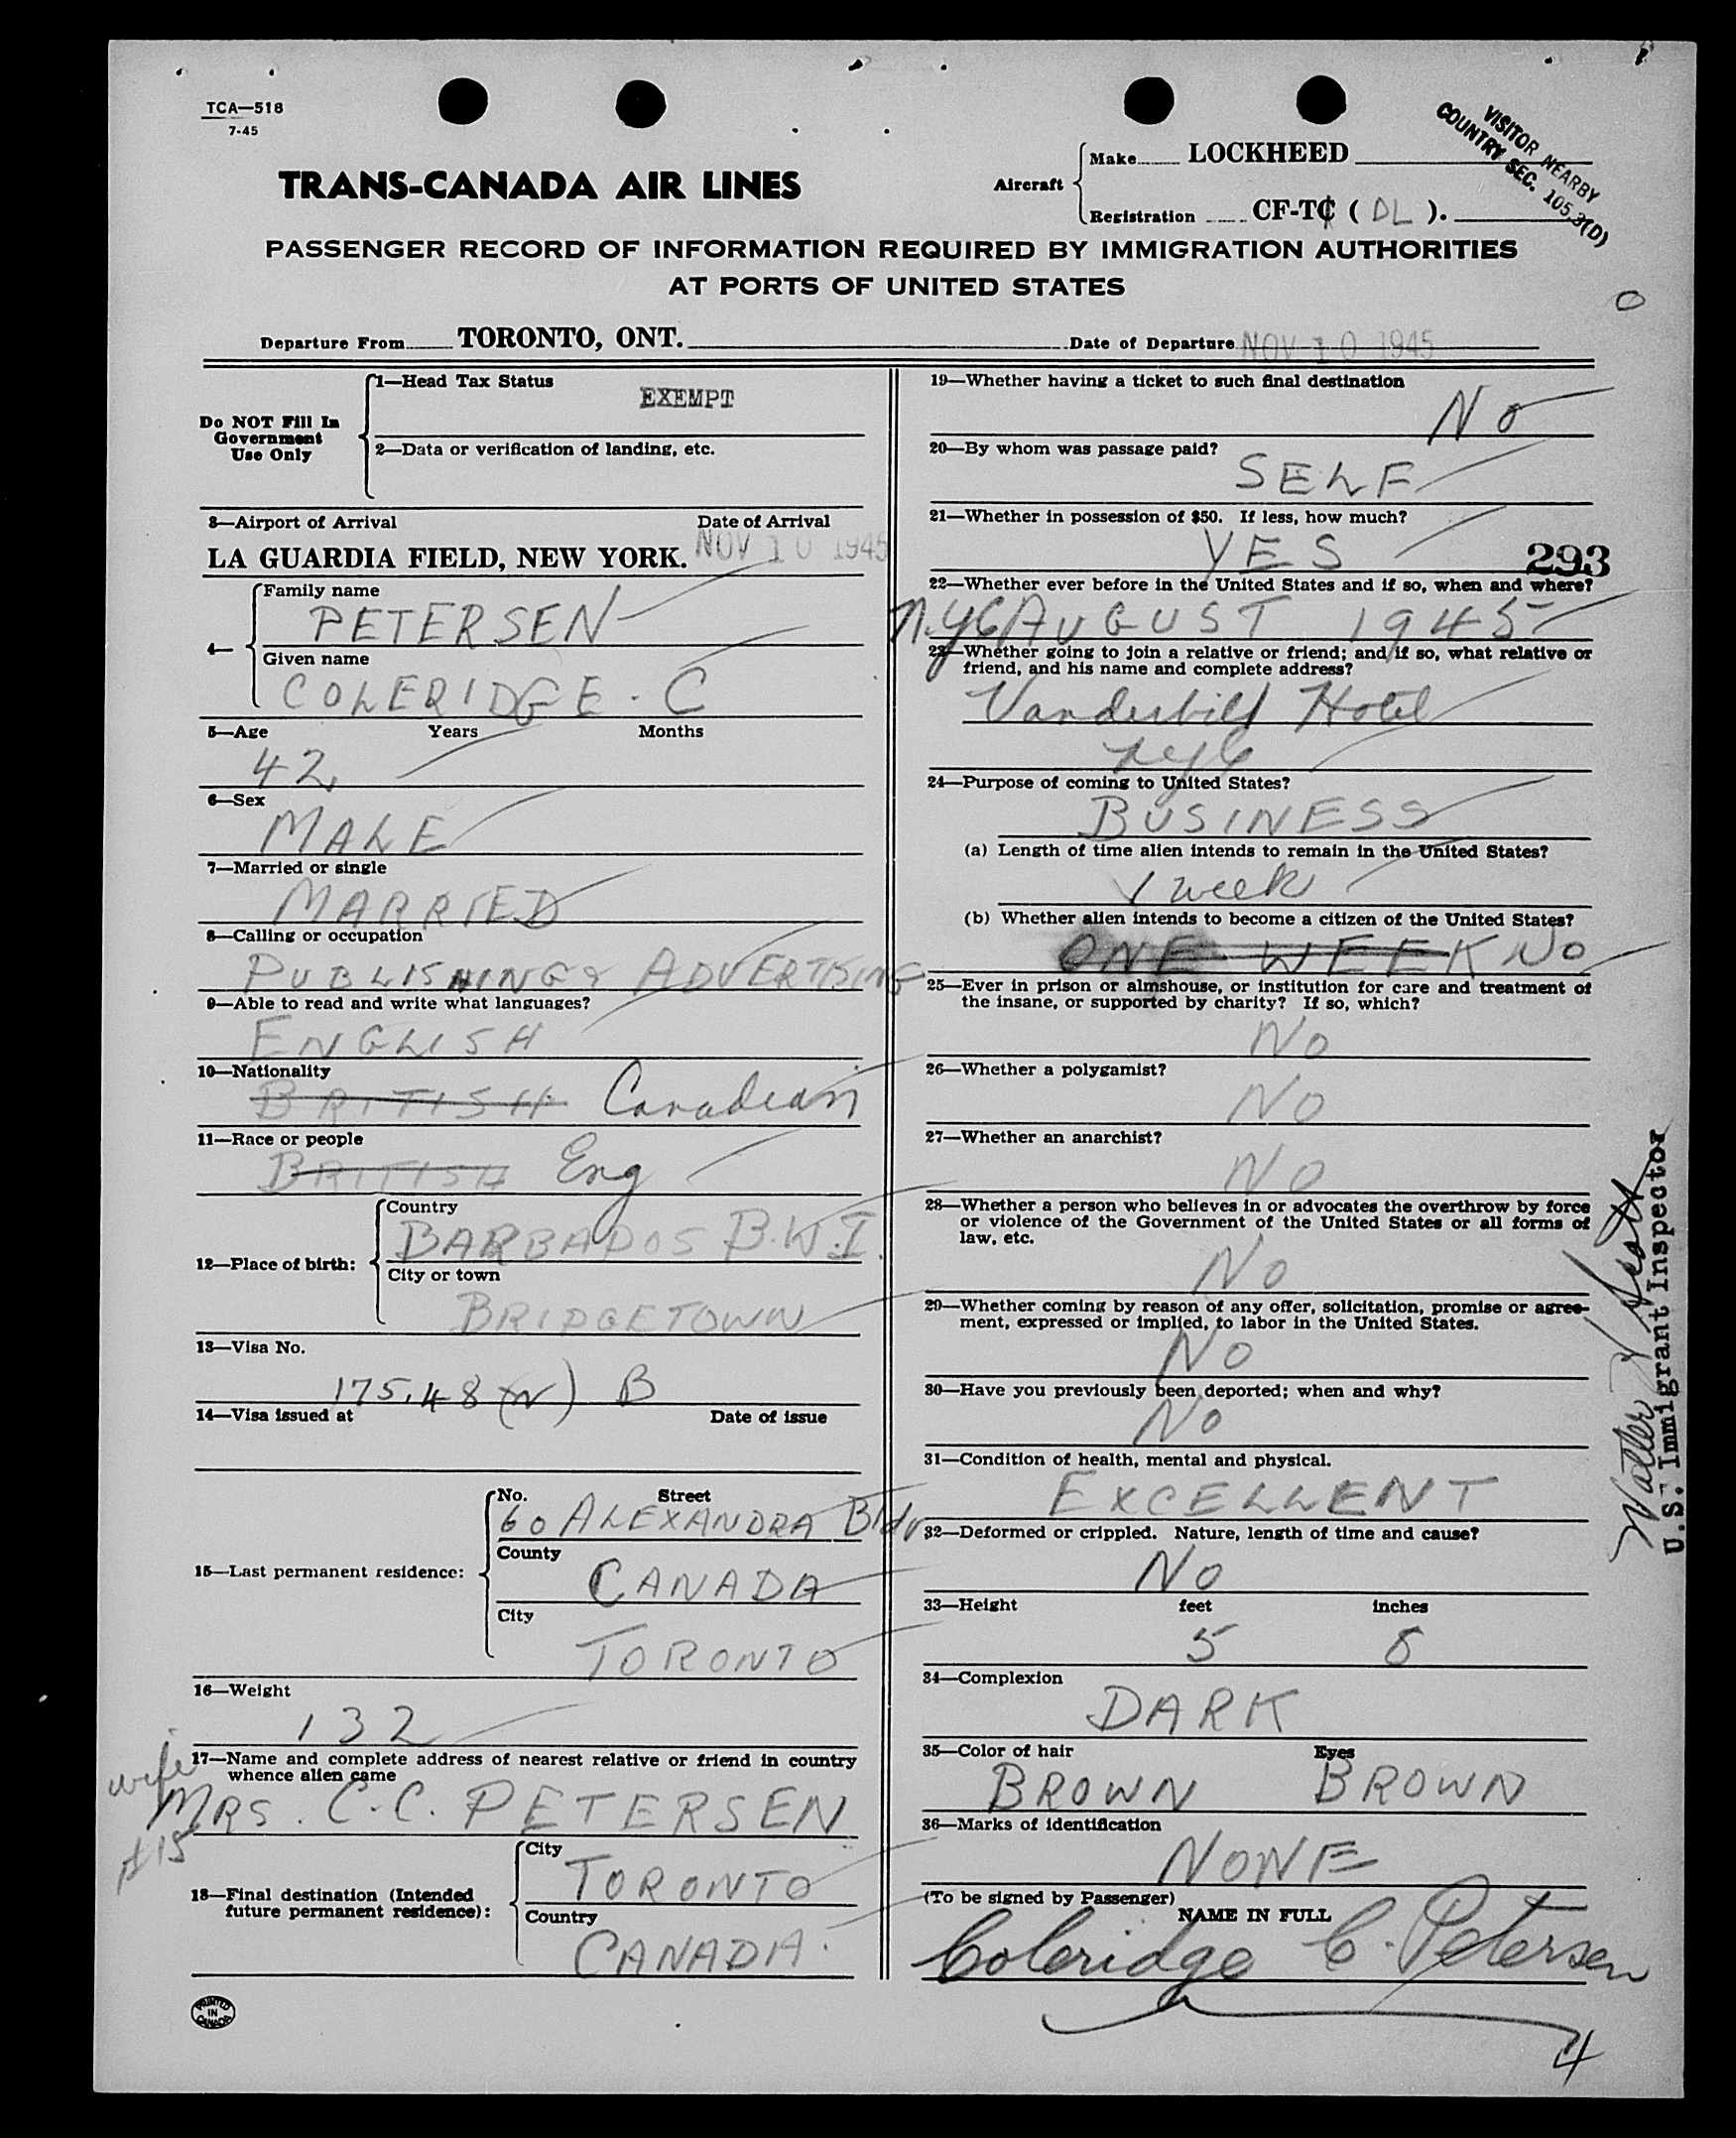 TCA—518
7-45
VISITOR NEARBY
COUNTRY SEC. 105.3(D)
TRANS-CANADA AIR LINES
Aircraft
Make LOCKHEED
Registration CF-TC ( DL ).
PASSENGER RECORD OF INFORMATION REQUIRED BY IMMIGRATION AUTHORITIES
AT PORTS OF UNITED STATES
Departure From TORONTO, ONT. Date of Departure NOV 10 1945
Do NOT Fill In
Government
Use Only
1—Head Tax Status
EXEMPT
2—Data or verification of landing, etc.
3—Airport of Arrival Date of Arrival
LA GUARDIA FIELD, NEW YORK. NOV 10 1945
4—
Family name
PETERSEN
Given name
COLERIDGE. C
5—Age Years Months
42
6—Sex
MALE
7—Married or single
MARRIED
8—Calling or occupation
PUBLISHING & ADVERTISING
9—Able to read and write what languages?
ENGLISH
10—Nationality
BRITISH Canadian
11—Race or people
BRITISH Eng
12—Place of birth:
Country
BARBADOS B.W.I.
City or town
BRIDGETOWN
13—Visa No.
175.48 (N) B
14—Visa issued at Date of issue
15—Last permanent residence:
No. Street
60 ALEXANDRA Bldv
County
CANADA
City
TORONTO
16—Weight
132
17—Name and complete address of nearest relative or friend in country
whence alien came
wife
MRS. C.C. PETERSEN
#15
18—Final destination (Intended
future permanent residence):
City
TORONTO
Country
CANADA.
PRINTED
IN
CANADA
19—Whether having a ticket to such final destination
NO
20—By whom was passage paid?
SELF
21—Whether in possession of $50. If less, how much?
YES
293
22—Whether ever before in the United States and if so, when and where?
N.Y.C AUGUST 1945
23—Whether going to join a relative or friend; and if so, what relative or
friend, and his name and complete address?
Vanderbilt Hotel
NYC
24—Purpose of coming to United States?
BUSINESS
(a) Length of time alien intends to remain in the United States?
1 week
(b) Whether alien intends to become a citizen of the United States?
ONE WEEK NO
25—Ever in prison or almshouse, or institution for care and treatment of
the insane, or supported by charity? If so, which?
NO
26—Whether a polygamist?
NO
27—Whether an anarchist?
NO
28—Whether a person who believes in or advocates the overthrow by force
or violence of the Government of the United States or all forms of
law, etc.
NO
29—Whether coming by reason of any offer, solicitation, promise or agree-
ment, expressed or implied, to labor in the United States.
NO
30—Have you previously been deported; when and why?
NO
31—Condition of health, mental and physical.
EXCELLENT
32—Deformed or crippled. Nature, length of time and cause?
NO
33—Height feet inches
5 8
34—Complexion
DARK
35—Color of hair Eyes
BROWN BROWN
36—Marks of identification
NONE
(To be signed by Passenger)
NAME IN FULL
Coleridge C. Petersen
4
Walter
U.S. Immigrant Inspector